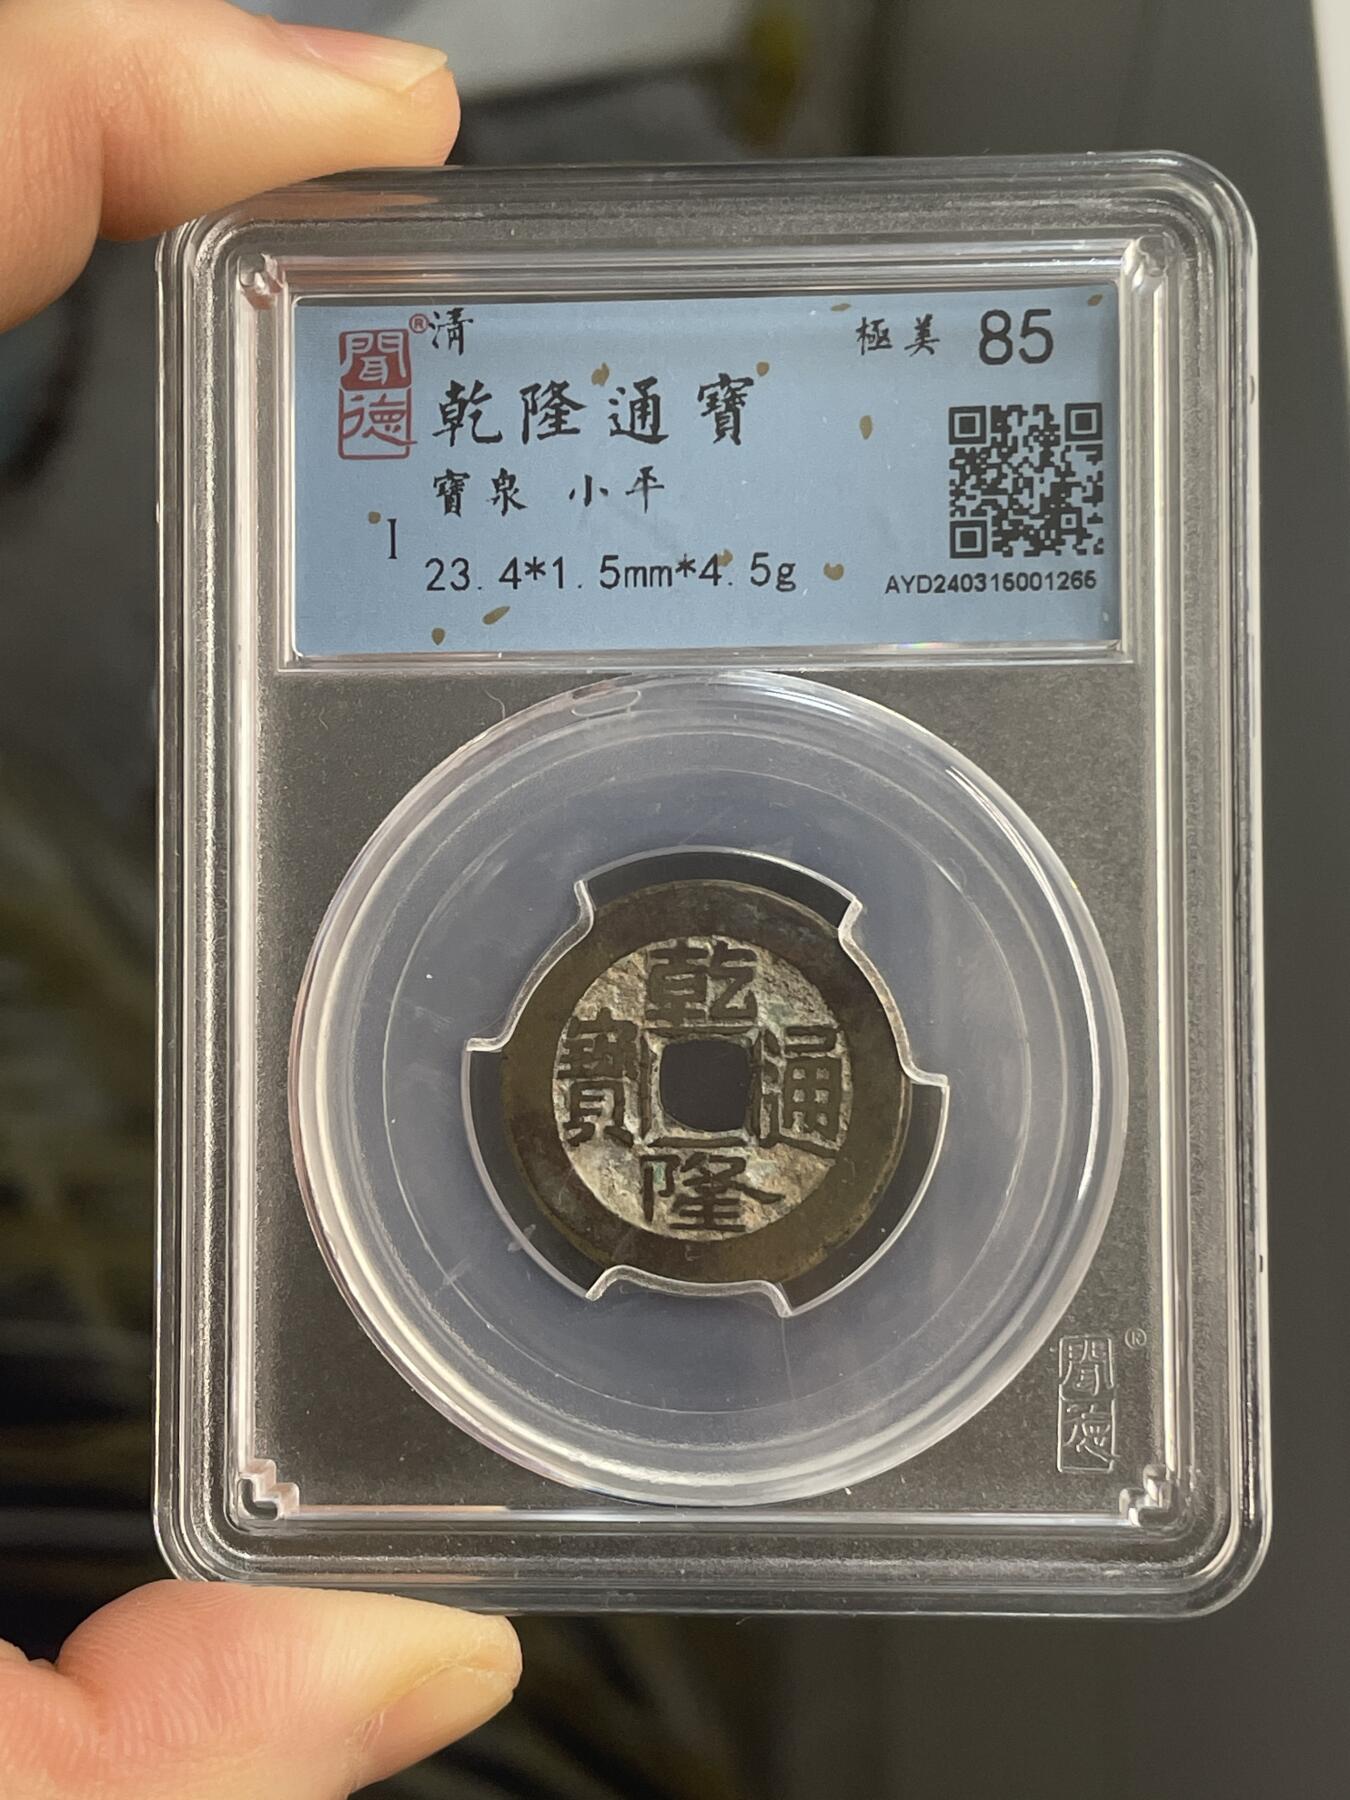 聞德®
清
極美 85
乾隆通寶
寶泉 小平
I
23.4*1.5mm*4.5g
AYD240315001265
乾隆通寶
聞德®